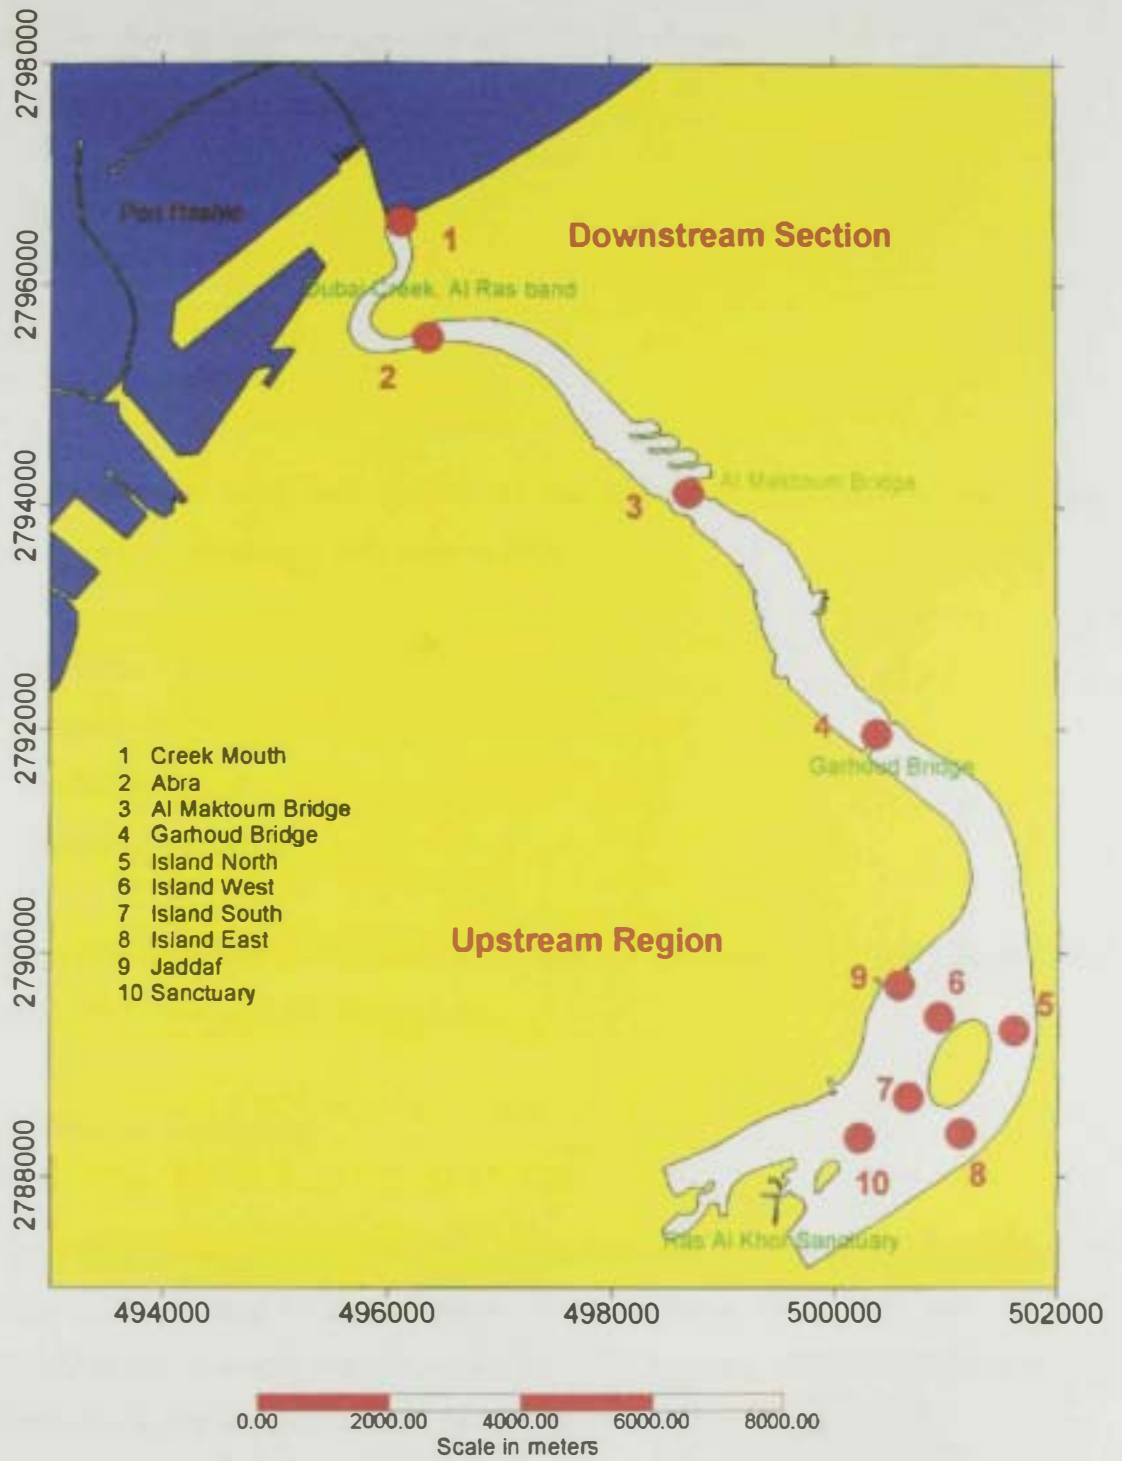 2798000
2796000
2794000
2792000
2790000
2788000
Port Rashid
1
Downstream Section
Dubai Creek, Al Ras band
2
3
Al Maktoum Bridge
4
Garhoud Bridge
1 Creek Mouth
2 Abra
3 Al Maktoum Bridge
4 Garhoud Bridge
5 Island North
6 Island West
7 Island South
8 Island East
9 Jaddaf
10 Sanctuary
Upstream Region
9
6
5
7
10
8
Ras Al Khor Sanctuary
494000
496000
498000
500000
502000
0.00 2000.00 4000.00 6000.00 8000.00
Scale in meters